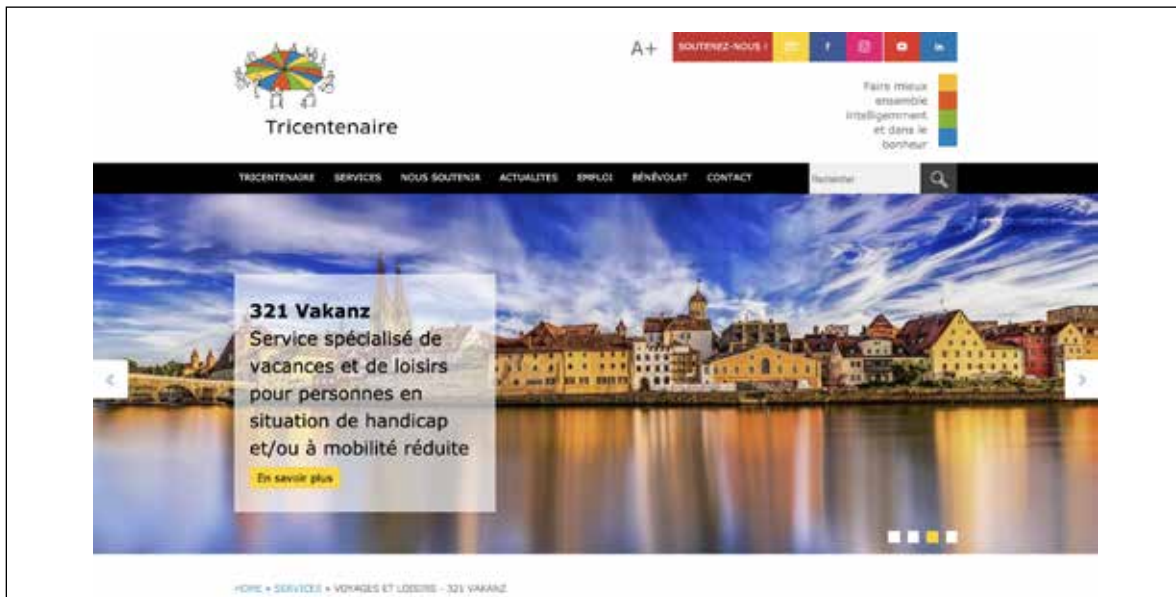 A+
SOUTENEZ-NOUS !
Tricentenaire
Faire mieux
ensemble
intelligemment
et dans le
bonheur
TRICENTENAIRE SERVICES NOUS SOUTENIR ACTUALITES EMPLOI BÉNÉVOLAT CONTACT
Rechercher
321 Vakanz
Service spécialisé de
vacances et de loisirs
pour personnes en
situation de handicap
et/ou à mobilité réduite
En savoir plus
HOME » SERVICES » VOYAGES ET LOISIRS - 321 VAKANZ